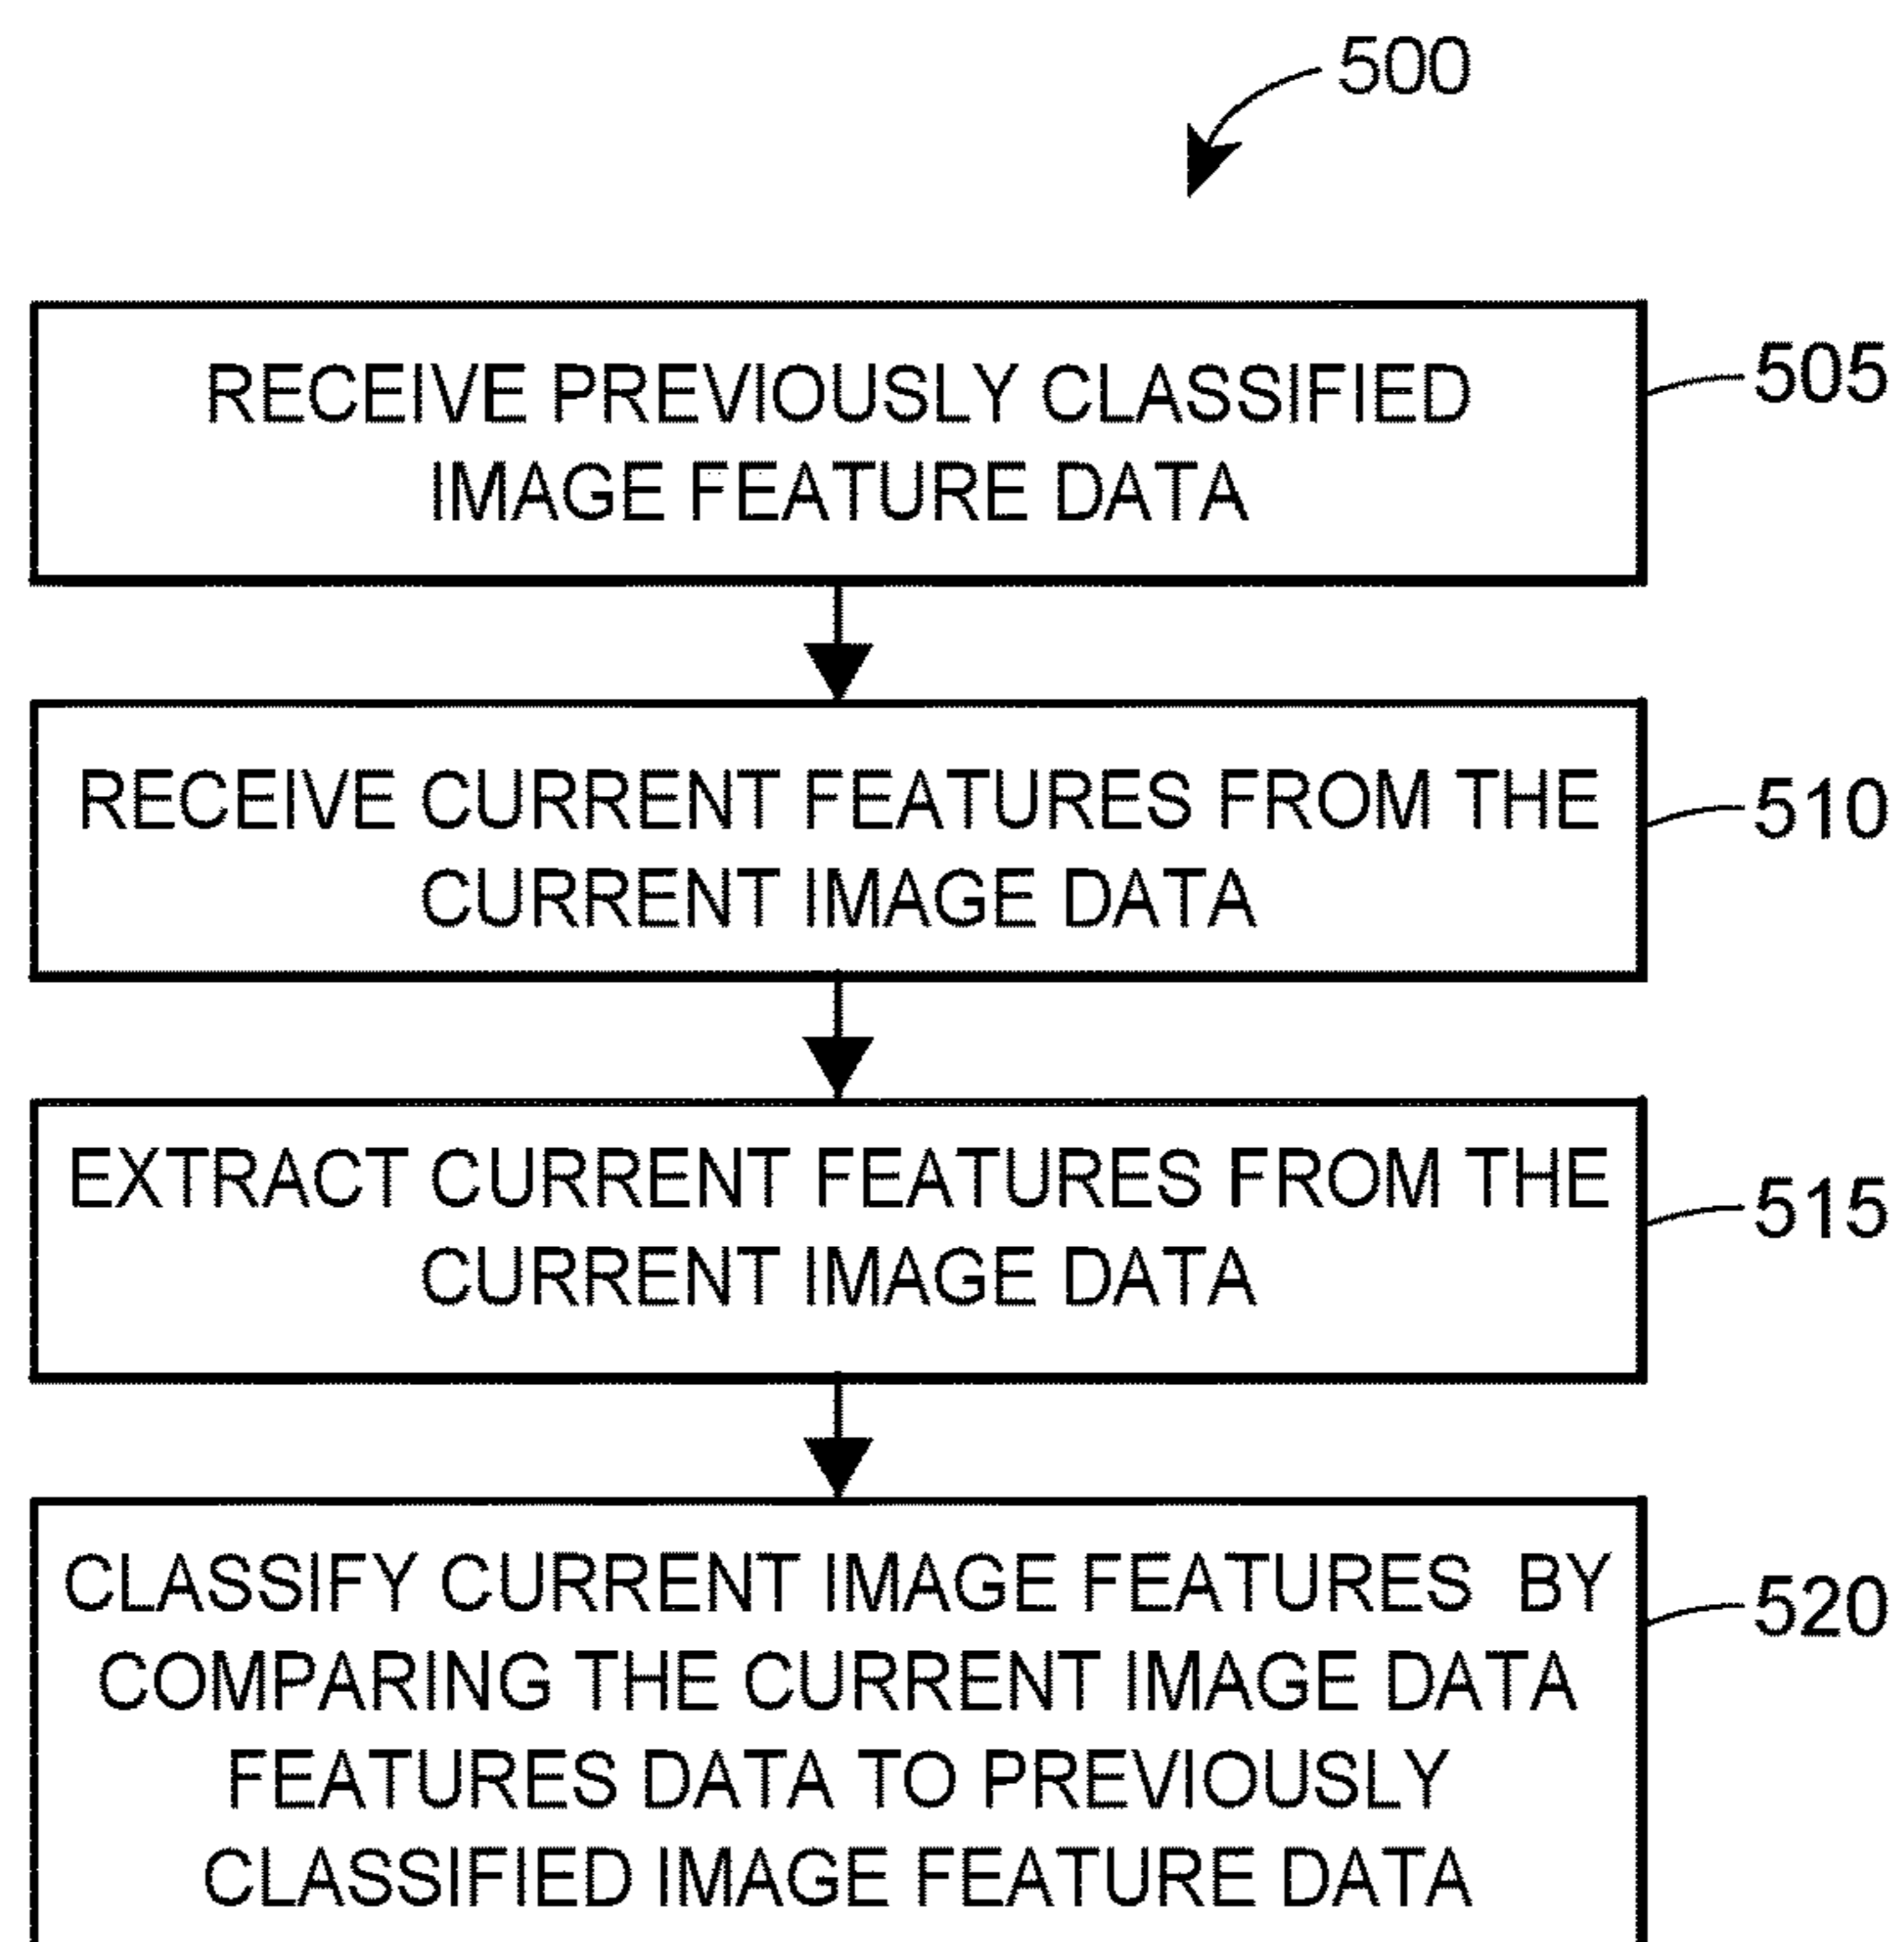 500
RECEIVE PREVIOUSLY CLASSIFIED
IMAGE FEATURE DATA
505
RECEIVE CURRENT FEATURES FROM THE
CURRENT IMAGE DATA
510
EXTRACT CURRENT FEATURES FROM THE
CURRENT IMAGE DATA
515
CLASSIFY CURRENT IMAGE FEATURES BY
COMPARING THE CURRENT IMAGE DATA
FEATURES DATA TO PREVIOUSLY
CLASSIFIED IMAGE FEATURE DATA
520